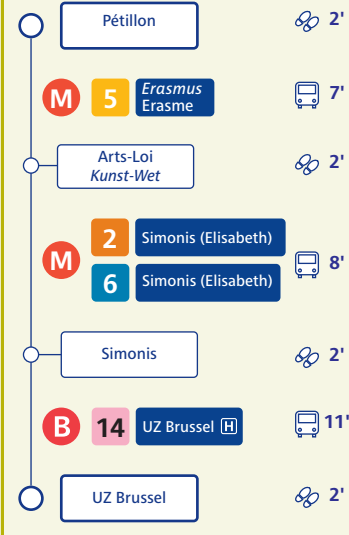 Pétillon 2'
M 5 Erasmus
Erasme 7'
Arts-Loi
Kunst-Wet 2'
M 2 Simonis (Elisabeth)
6 Simonis (Elisabeth) 8'
Simonis 2'
B 14 UZ Brussel H 11'
UZ Brussel 2'